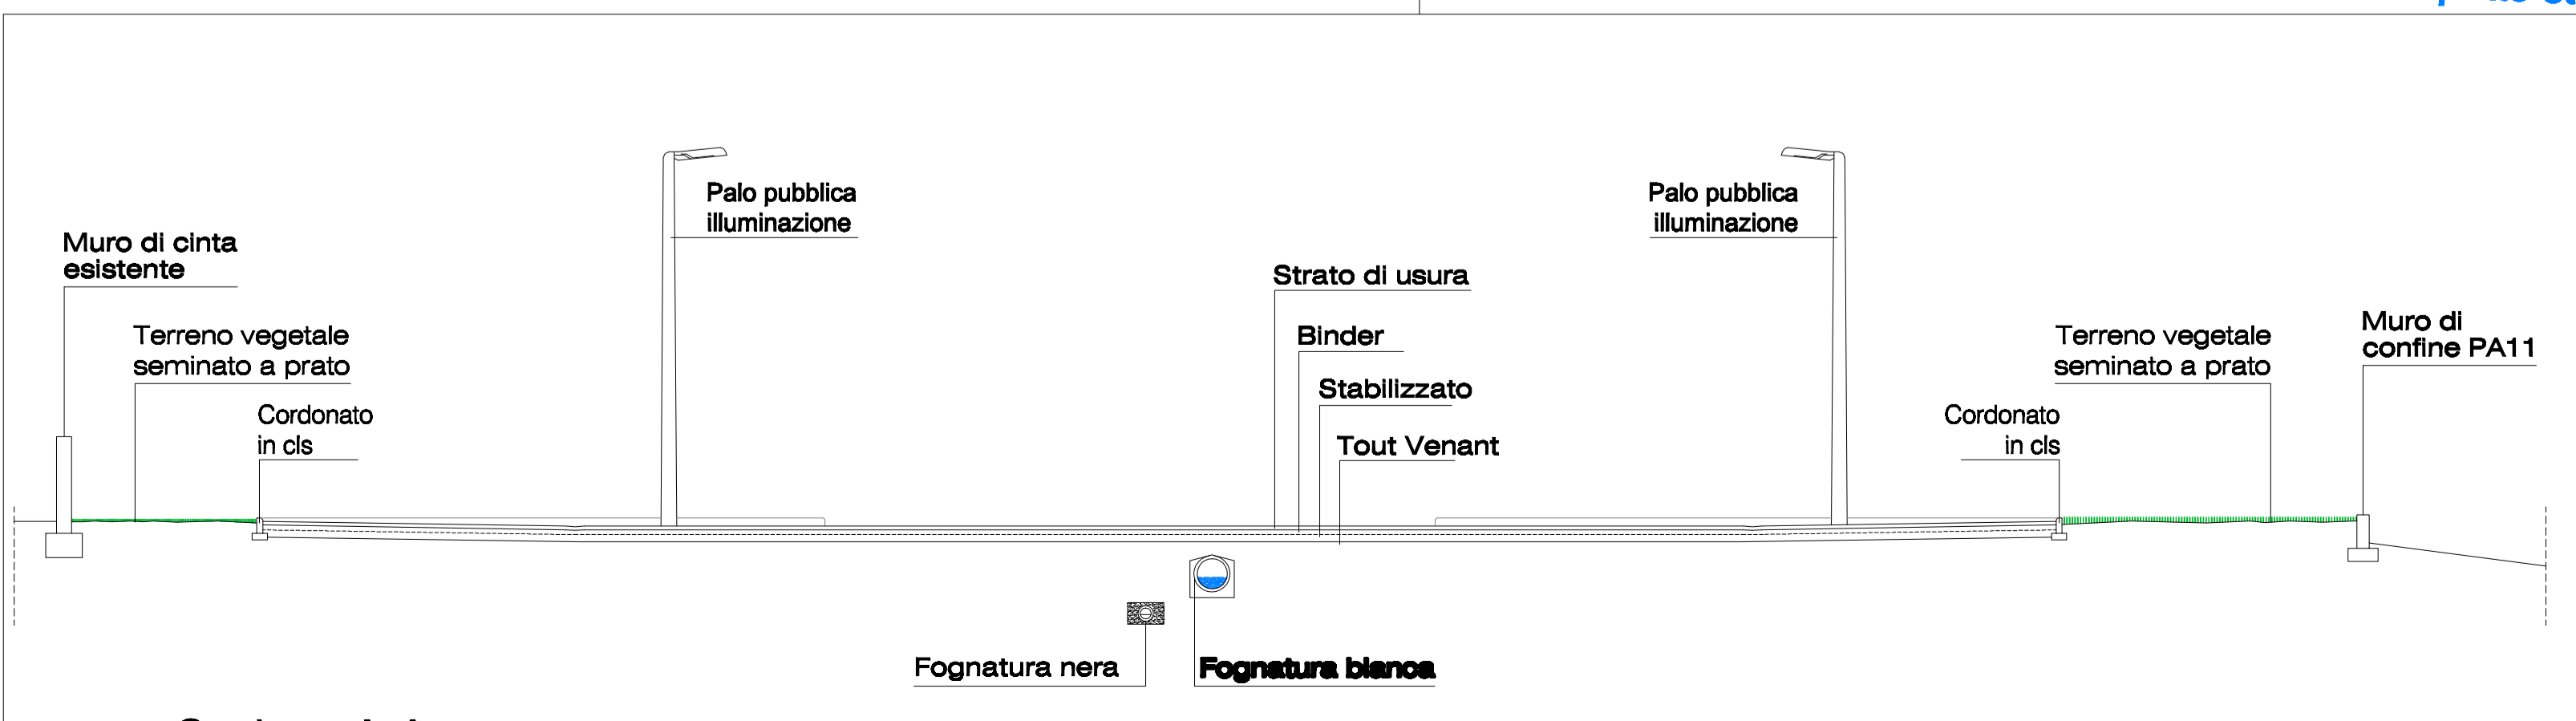 Palo pubblica
illuminazione
Palo pubblica
illuminazione
Muro di cinta
esistente
Strato di usura
Terreno vegetale
seminato a prato
Binder
Terreno vegetale
seminato a prato
Muro di
confine PA11
Stabilizzato
Cordonato
in cls
Cordonato
in cls
Tout Venant
Fognatura nera
Fognatura bianca